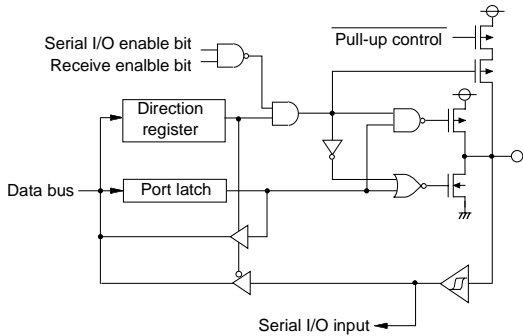 Serial I/O enable bit
Receive enalble bit
Pull-up control
Direction
register
Data bus
Port latch
Serial I/O input